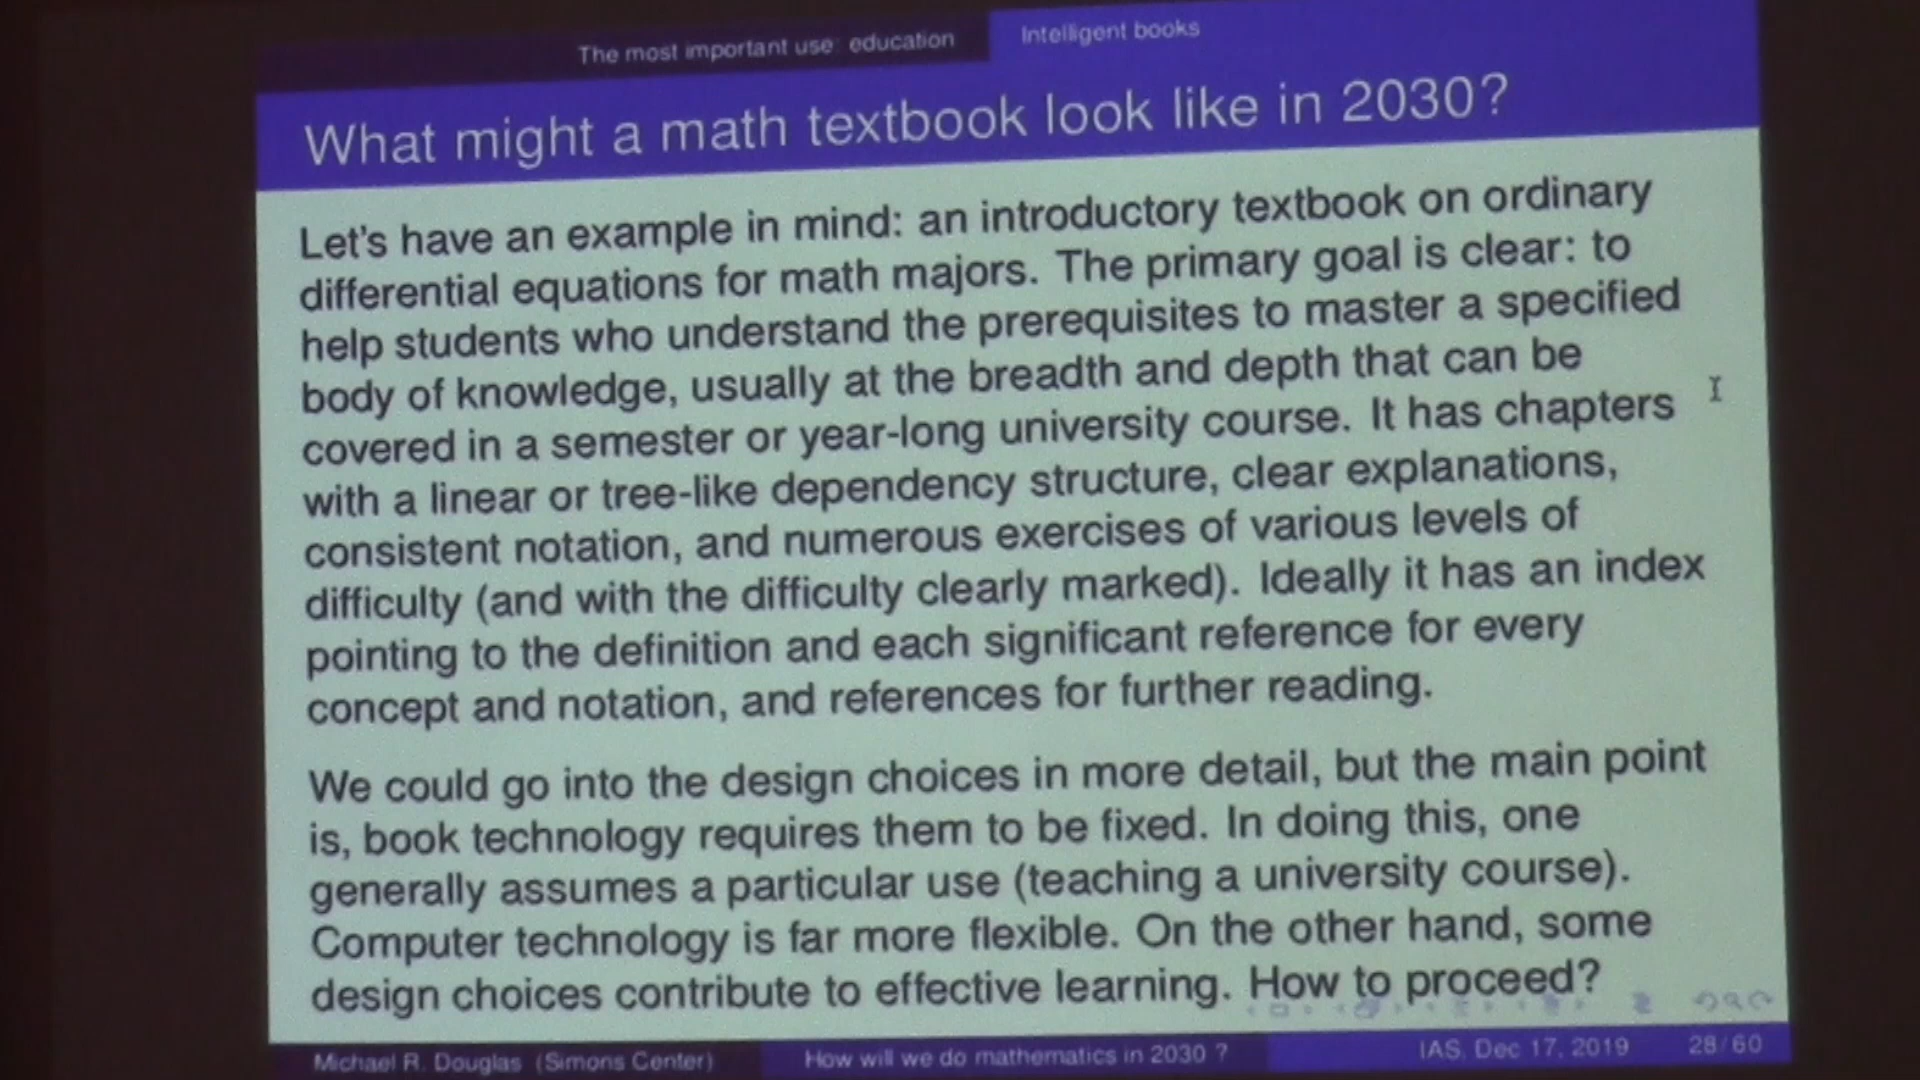 The most important use: education
Intelligent books
What might a math textbook look like in 2030?
Let's have an example in mind: an introductory textbook on ordinary
differential equations for math majors. The primary goal is clear: to
help students who understand the prerequisites to master a specified
body of knowledge, usually at the breadth and depth that can be
covered in a semester or year-long university course. It has chapters
with a linear or tree-like dependency structure, clear explanations,
consistent notation, and numerous exercises of various levels of
difficulty (and with the difficulty clearly marked). Ideally it has an index
pointing to the definition and each significant reference for every
concept and notation, and references for further reading.
We could go into the design choices in more detail, but the main point
is, book technology requires them to be fixed. In doing this, one
generally assumes a particular use (teaching a university course).
Computer technology is far more flexible. On the other hand, some
design choices contribute to effective learning. How to proceed?
Michael R. Douglas (Simons Center)
How will we do mathematics in 2030 ?
IAS, Dec 17, 2019
28/60